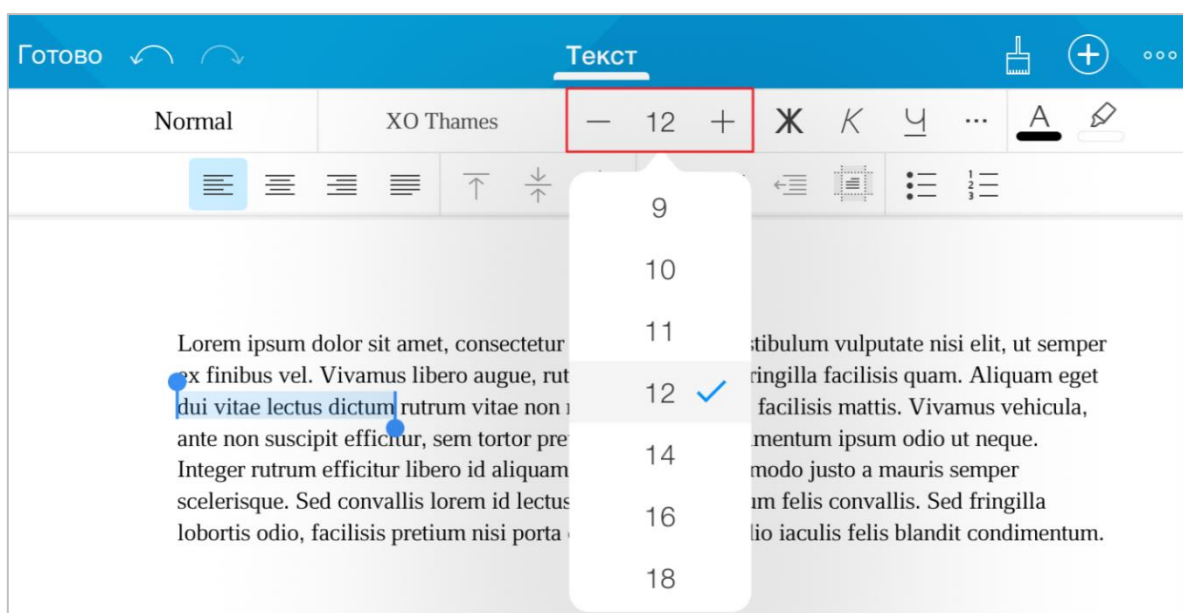 Готово Текст
Normal XO Thames — 12 + Ж К Ч ... А
1
2
3
9
10
11
12
14
16
18
Lorem ipsum dolor sit amet, consectetur stibulum vulputate nisi elit, ut semper
ex finibus vel. Vivamus libero augue, rut ringilla facilisis quam. Aliquam eget
dui vitae lectus dictum rutrum vitae non facilisis mattis. Vivamus vehicula,
ante non suscipit efficitur, sem tortor pre mentum ipsum odio ut neque.
Integer rutrum efficitur libero id aliquam modo justo a mauris semper
scelerisque. Sed convallis lorem id lectus um felis convallis. Sed fringilla
lobortis odio, facilisis pretium nisi porta lio iaculis felis blandit condimentum.